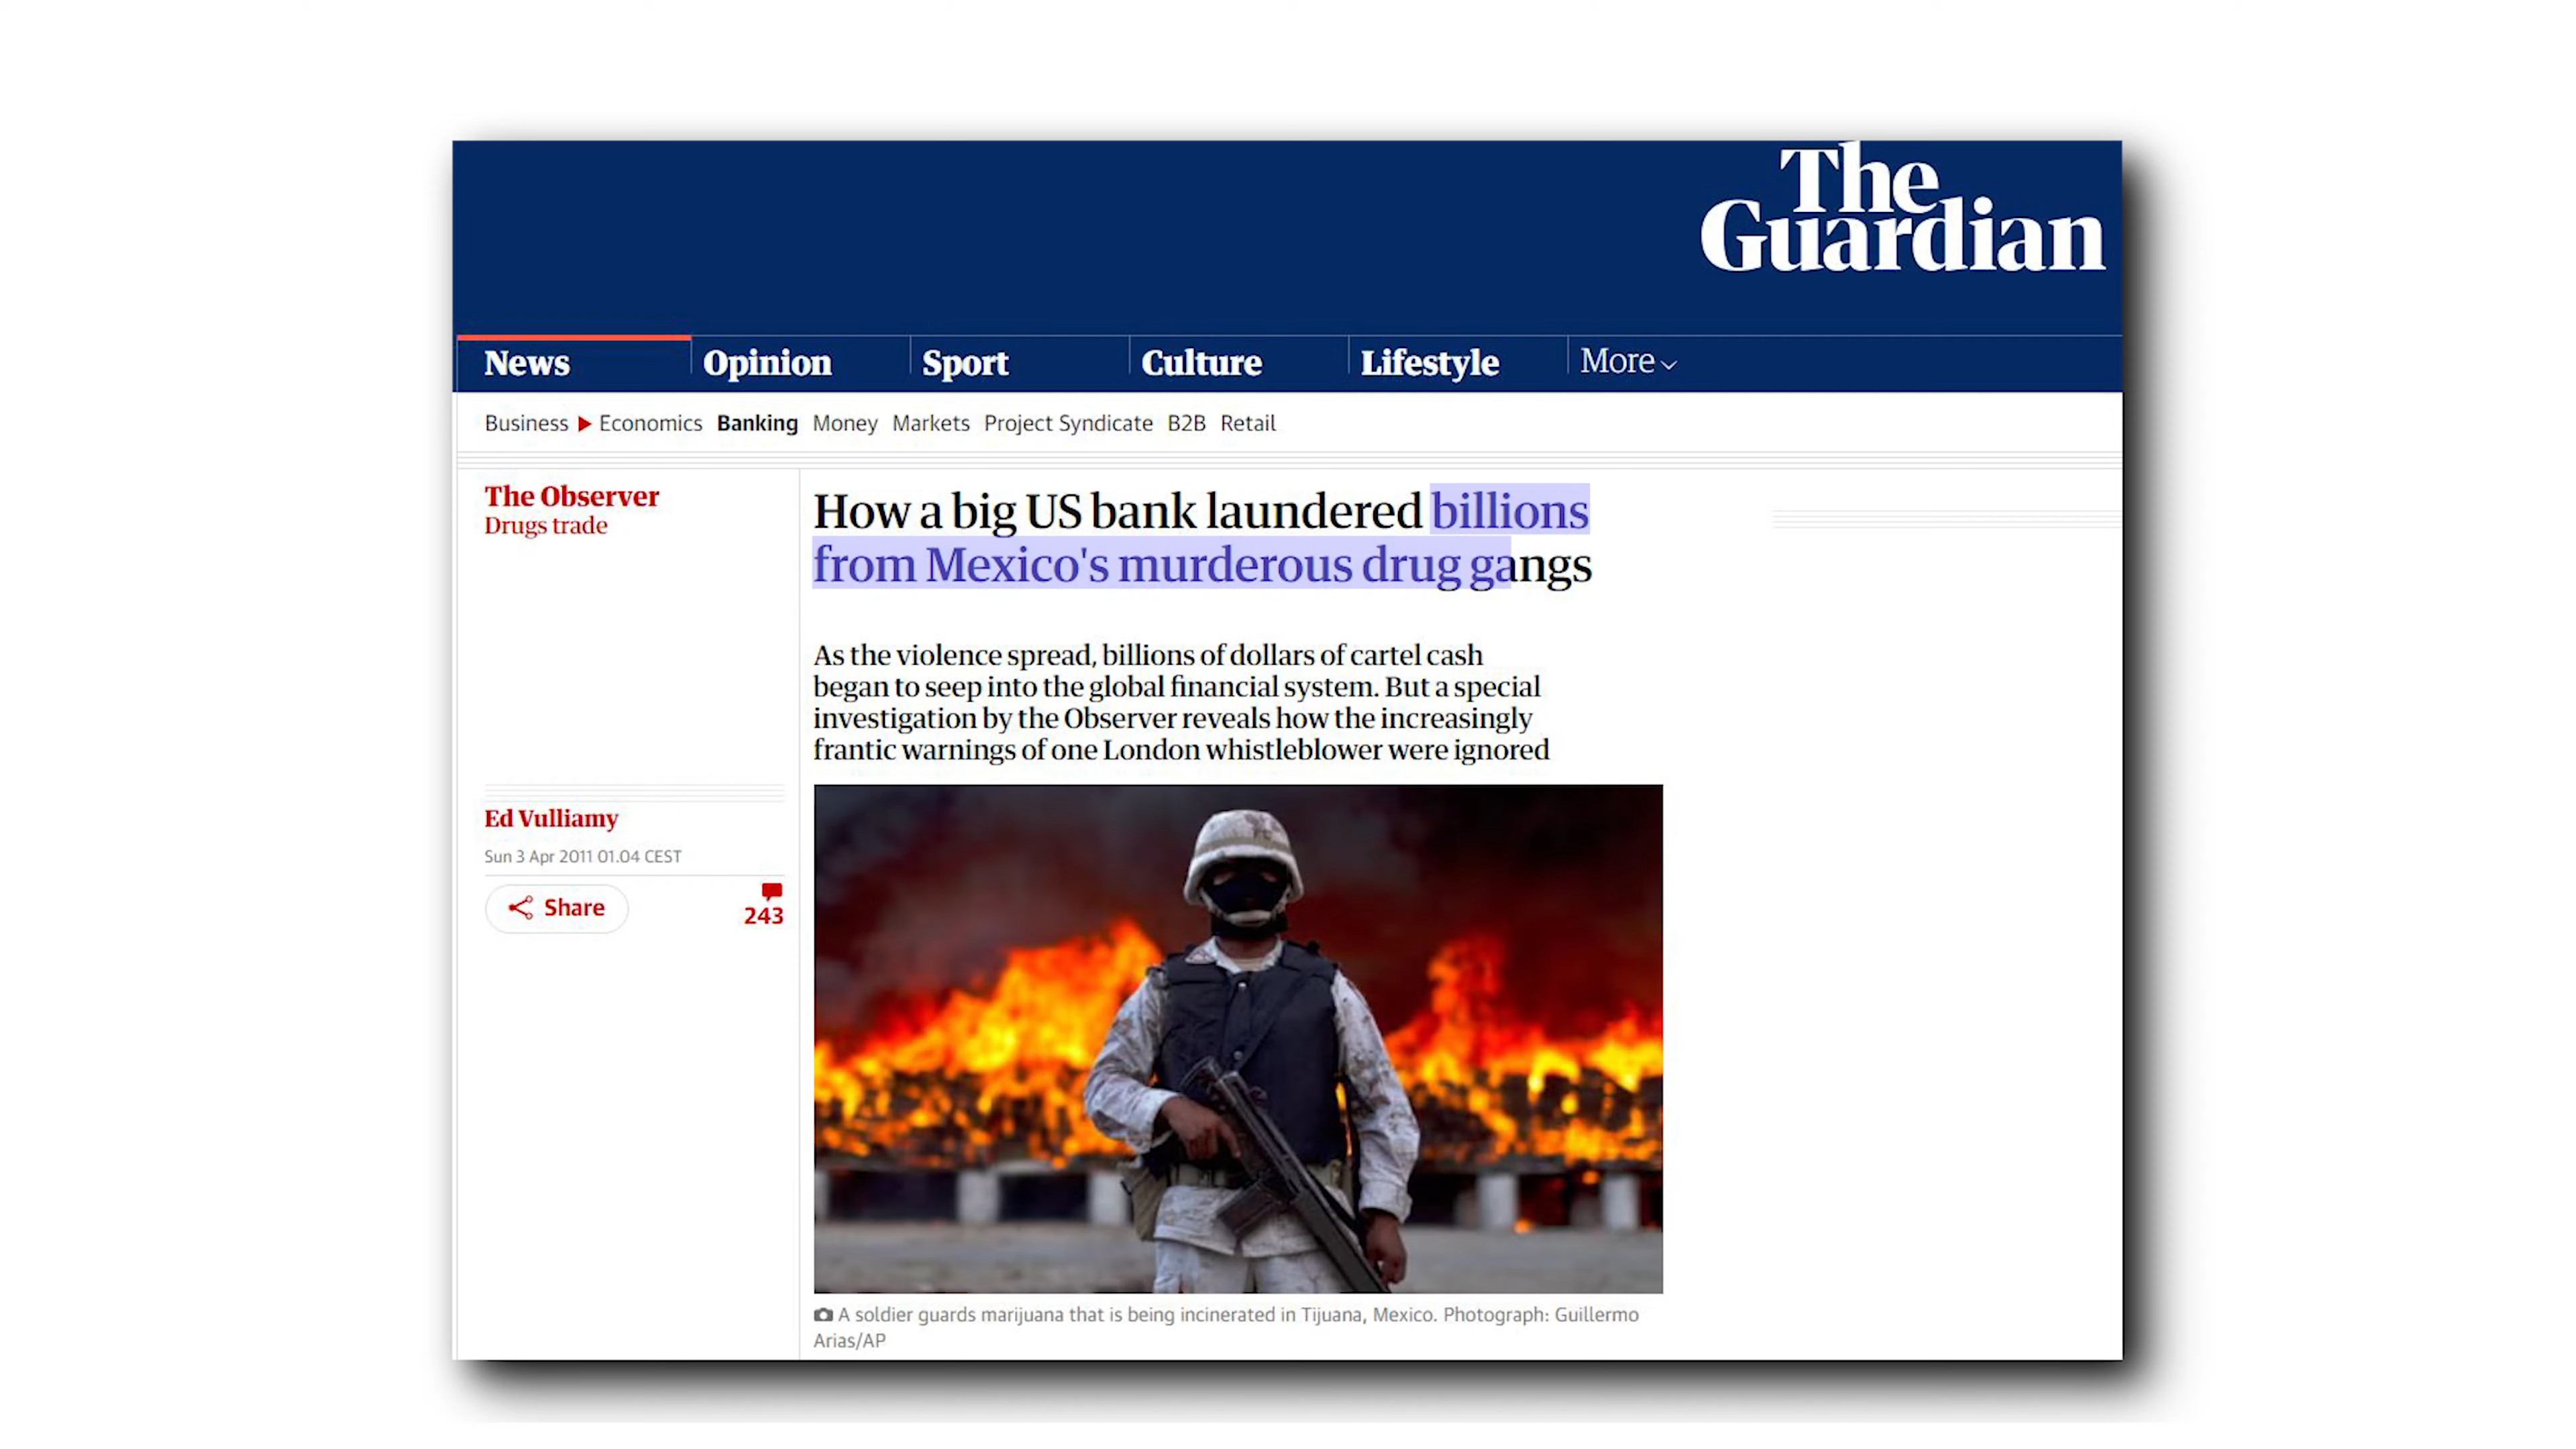 The
Guardian
News
Opinion
Sport
Culture
Lifestyle
More
Business Economics Banking Money Markets Project Syndicate B2B Retail
The Observer
Drugs trade
How a big US bank laundered billions
from Mexico's murderous drug gangs
As the violence spread, billions of dollars of cartel cash
began to seep into the global financial system. But a special
investigation by the Observer reveals how the increasingly
frantic warnings of one London whistleblower were ignored
Ed Vulliamy
Sun 3 Apr 2011 01.04 CEST
Share
243
A soldier guards marijuana that is being incinerated in Tijuana, Mexico. Photograph: Guillermo
Arias/AP